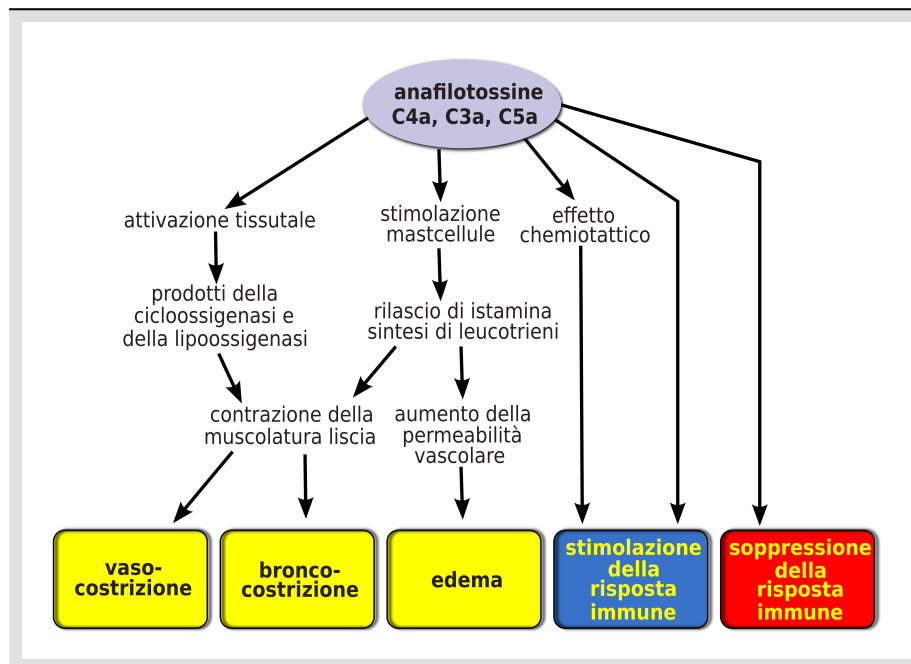 anafilotossine
C4a, C3a, C5a
attivazione tissutale
stimolazione
mastcellule
effetto
chemiotattico
prodotti della
cicloossigenasi e
della lipoossigenasi
rilascio di istamina
sintesi di leucotrieni
contrazione della
muscolatura liscia
aumento della
permeabilità
vascolare
vaso-
costrizione
bronco-
costrizione
edema
stimolazione
della
risposta
immune
soppressione
della
risposta
immune